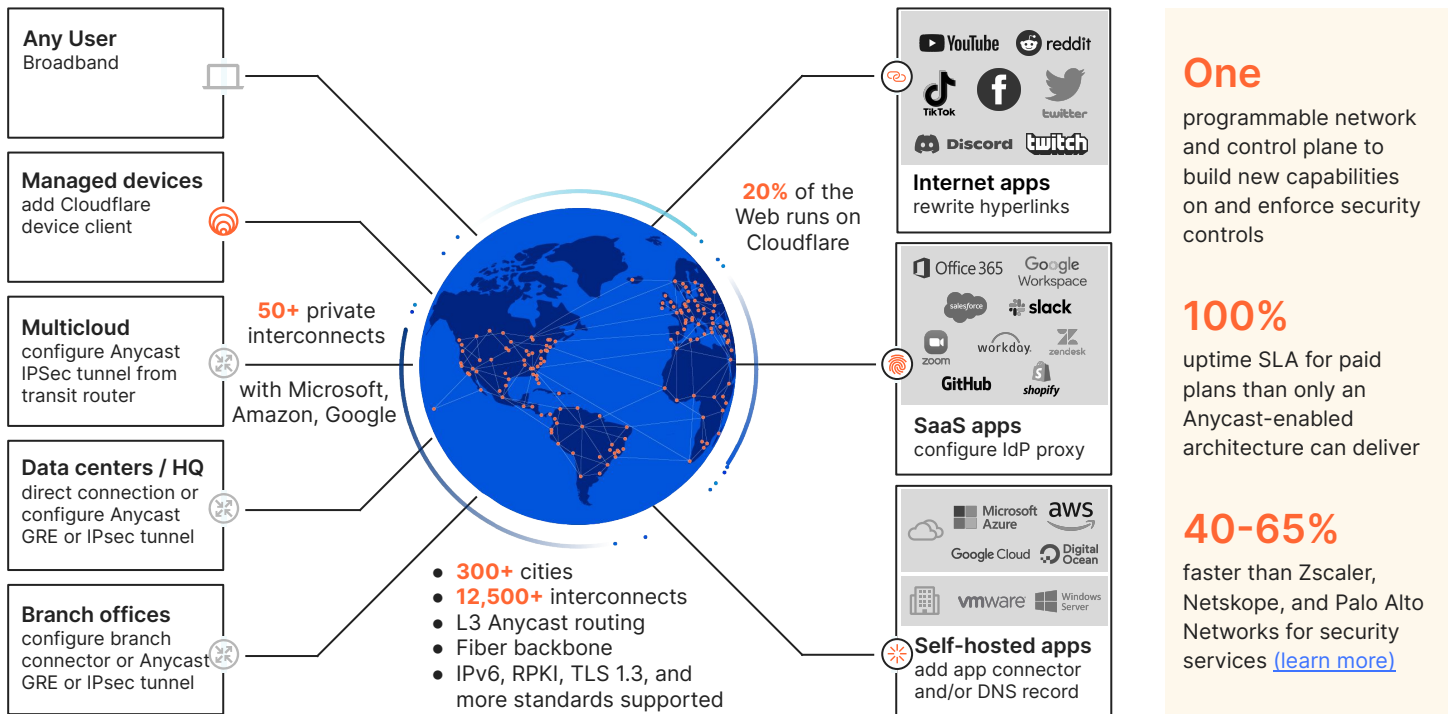 Any User
Broadband
Managed devices
add Cloudflare
device client
Multicloud
configure Anycast
IPSec tunnel from
transit router
Data centers / HQ
direct connection or
configure Anycast
GRE or IPsec tunnel
Branch offices
configure branch
connector or Anycast
GRE or IPsec tunnel
50+ private
interconnects
with Microsoft,
Amazon, Google
20% of the
Web runs on
Cloudflare
● 300+ cities
● 12,500+ interconnects
● L3 Anycast routing
● Fiber backbone
● IPv6, RPKI, TLS 1.3, and
more standards supported
YouTube reddit
TikTok f twitter
Discord twitch
Internet apps
rewrite hyperlinks
Office 365 Google
Workspace
salesforce slack
zoom workday. zendesk
GitHub shopify
SaaS apps
configure IdP proxy
Microsoft
Azure aws
Google Cloud Digital
Ocean
vmware Windows
Server
Self-hosted apps
add app connector
and/or DNS record
One
programmable network
and control plane to
build new capabilities
on and enforce security
controls
100%
uptime SLA for paid
plans than only an
Anycast-enabled
architecture can deliver
40-65%
faster than Zscaler,
Netskope, and Palo Alto
Networks for security
services (learn more)